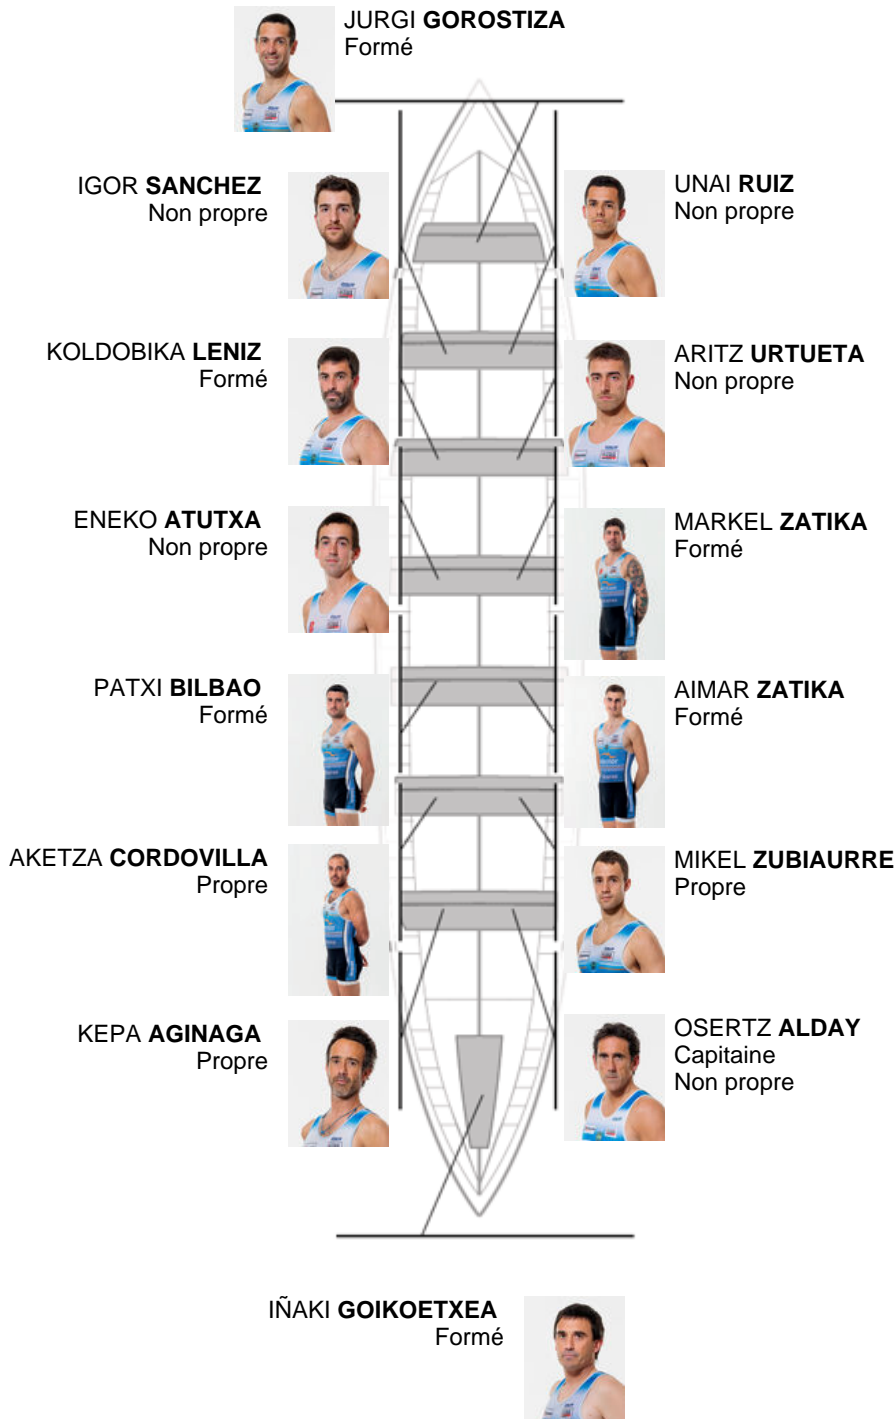 JURGI GOROSTIZA
Formé
IGOR SANCHEZ
Non propre
UNAI RUIZ
Non propre
KOLDOBIKA LENIZ
Formé
ARITZ URTUETA
Non propre
ENEKO ATUTXA
Non propre
MARKEL ZATIKA
Formé
PATXI BILBAO
Formé
AIMAR ZATIKA
Formé
AKETZA CORDOVILLA
Propre
MIKEL ZUBIAURRE
Propre
KEPA AGINAGA
Propre
OSERTZ ALDAY
Capitaine
Non propre
IÑAKI GOIKOETXEA
Formé